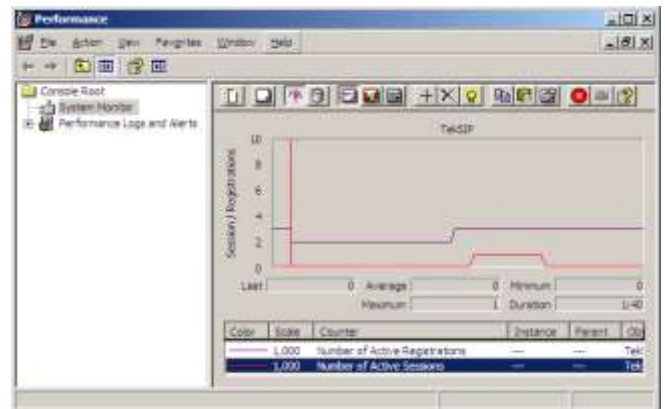 Performance
File Action View Favorites Window Help
Console Root
System Monitor
Performance Logs and Alerts
TekSIP
Session / Registrations
10
8
6
4
2
0
Last 0 Average 0 Minimum 0
Maximum 1 Duration 1:40
Color Scale Counter Instance Parent Obj
1,000 Number of Active Registrations --- --- Tek
1,000 Number of Active Sessions --- --- Tek